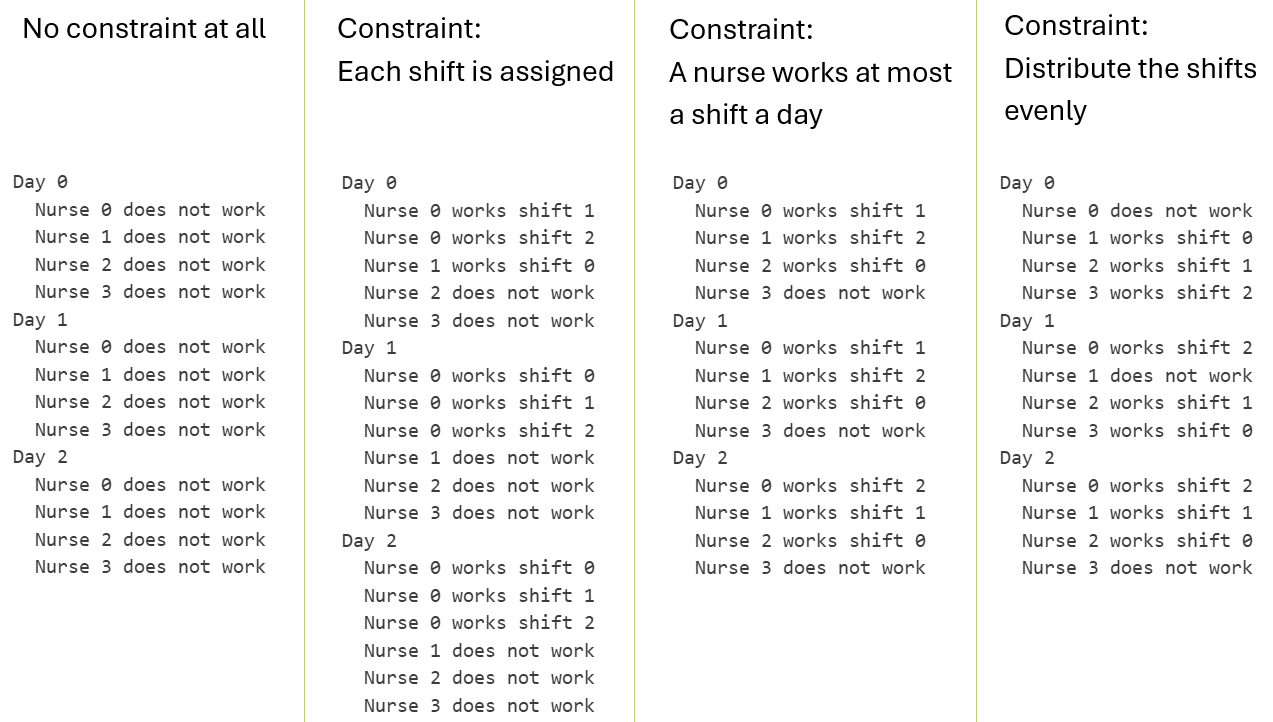 No constraint at all
Day 0
Nurse 0 does not work
Nurse 1 does not work
Nurse 2 does not work
Nurse 3 does not work
Day 1
Nurse 0 does not work
Nurse 1 does not work
Nurse 2 does not work
Nurse 3 does not work
Day 2
Nurse 0 does not work
Nurse 1 does not work
Nurse 2 does not work
Nurse 3 does not work
Constraint:
Each shift is assigned
Day 0
Nurse 0 works shift 1
Nurse 0 works shift 2
Nurse 1 works shift 0
Nurse 2 does not work
Nurse 3 does not work
Day 1
Nurse 0 works shift 0
Nurse 0 works shift 1
Nurse 0 works shift 2
Nurse 1 does not work
Nurse 2 does not work
Nurse 3 does not work
Day 2
Nurse 0 works shift 0
Nurse 0 works shift 1
Nurse 0 works shift 2
Nurse 1 does not work
Nurse 2 does not work
Nurse 3 does not work
Constraint:
A nurse works at most
a shift a day
Day 0
Nurse 0 works shift 1
Nurse 1 works shift 2
Nurse 2 works shift 0
Nurse 3 does not work
Day 1
Nurse 0 works shift 1
Nurse 1 works shift 2
Nurse 2 works shift 0
Nurse 3 does not work
Day 2
Nurse 0 works shift 2
Nurse 1 works shift 1
Nurse 2 works shift 0
Nurse 3 does not work
Constraint:
Distribute the shifts
evenly
Day 0
Nurse 0 does not work
Nurse 1 works shift 0
Nurse 2 works shift 1
Nurse 3 works shift 2
Day 1
Nurse 0 works shift 2
Nurse 1 does not work
Nurse 2 works shift 1
Nurse 3 works shift 0
Day 2
Nurse 0 works shift 2
Nurse 1 works shift 1
Nurse 2 works shift 0
Nurse 3 does not work